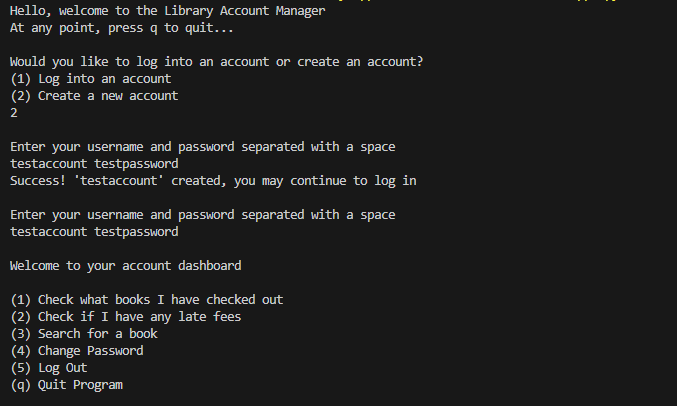 Hello, welcome to the Library Account Manager
At any point, press q to quit...
Would you like to log into an account or create an account?
(1) Log into an account
(2) Create a new account
2
Enter your username and password separated with a space
testaccount testpassword
Success! 'testaccount' created, you may continue to log in
Enter your username and password separated with a space
testaccount testpassword
Welcome to your account dashboard
(1) Check what books I have checked out
(2) Check if I have any late fees
(3) Search for a book
(4) Change Password
(5) Log Out
(q) Quit Program